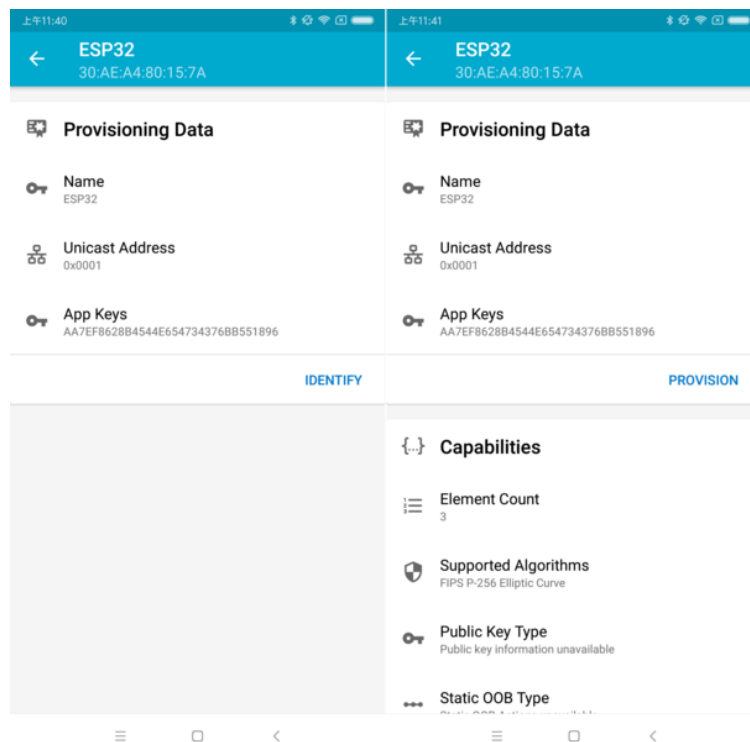 上午11:40
ESP32
30:AE:A4:80:15:7A
Provisioning Data
Name
ESP32
Unicast Address
0x0001
App Keys
AA7EF8628B4544E654734376BB551896
IDENTIFY
上午11:41
ESP32
30:AE:A4:80:15:7A
Provisioning Data
Name
ESP32
Unicast Address
0x0001
App Keys
AA7EF8628B4544E654734376BB551896
PROVISION
{...} Capabilities
Element Count
3
Supported Algorithms
FIPS P-256 Elliptic Curve
Public Key Type
Public key information unavailable
Static OOB Type